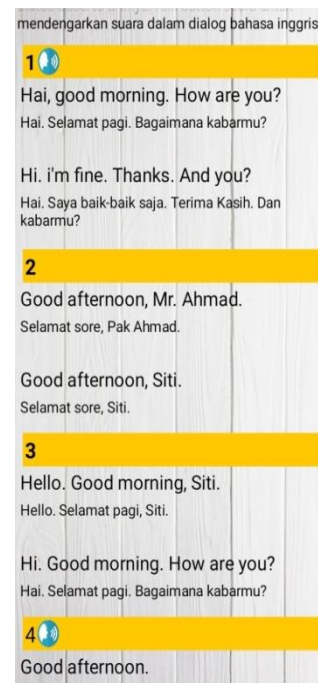 mendengarkan suara dalam dialog bahasa inggris
1
Hai, good morning. How are you?
Hai. Selamat pagi. Bagaimana kabarmu?
Hi. i'm fine. Thanks. And you?
Hai. Saya baik-baik saja. Terima Kasih. Dan
kabarmu?
2
Good afternoon, Mr. Ahmad.
Selamat sore, Pak Ahmad.
Good afternoon, Siti.
Selamat sore, Siti.
3
Hello. Good morning, Siti.
Hello. Selamat pagi, Siti.
Hi. Good morning. How are you?
Hai. Selamat pagi. Bagaimana kabarmu?
4
Good afternoon.